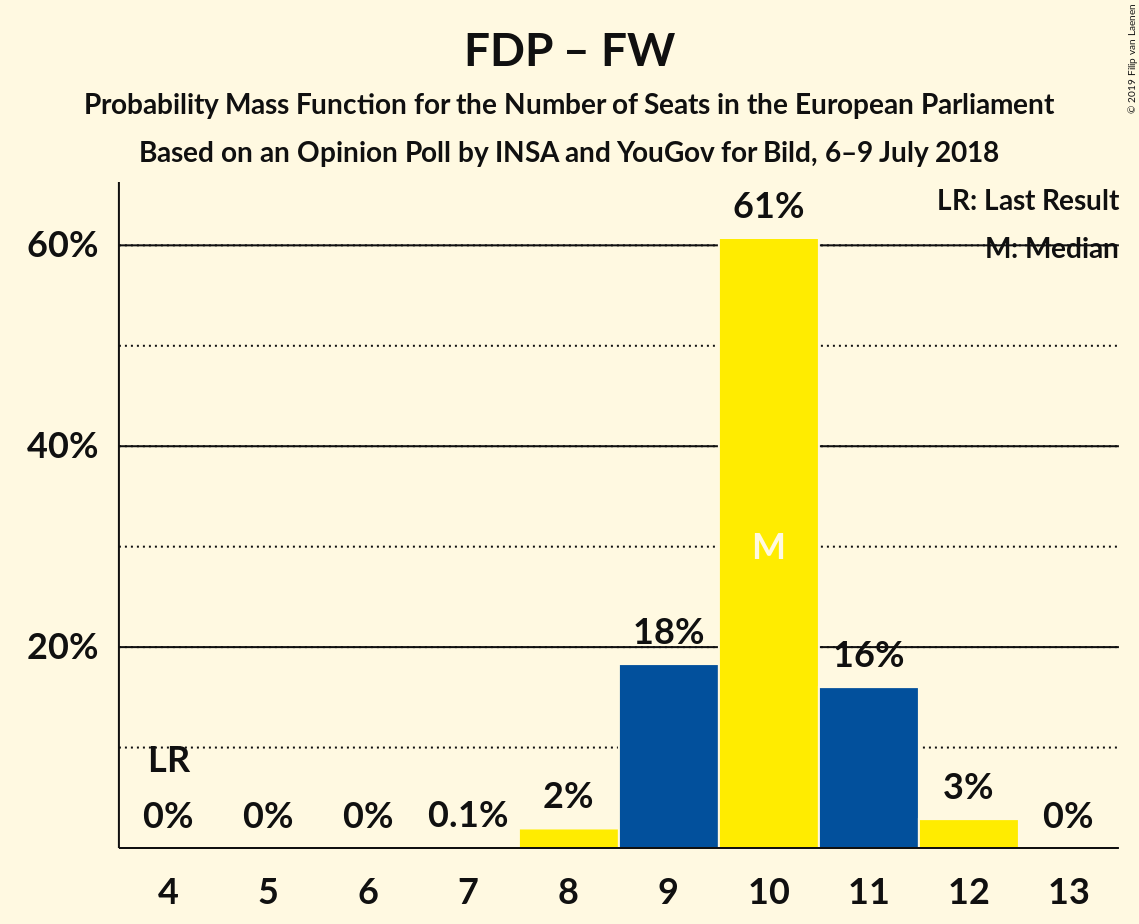 FDP – FW
Probability Mass Function for the Number of Seats in the European Parliament
Based on an Opinion Poll by INSA and YouGov for Bild, 6–9 July 2018
© 2019 Filip van Laenen
LR: Last Result
M: Median
60%
40%
20%
LR
0%
0%
0%
0.1%
2%
18%
61%
M
16%
3%
0%
4 5 6 7 8 9 10 11 12 13